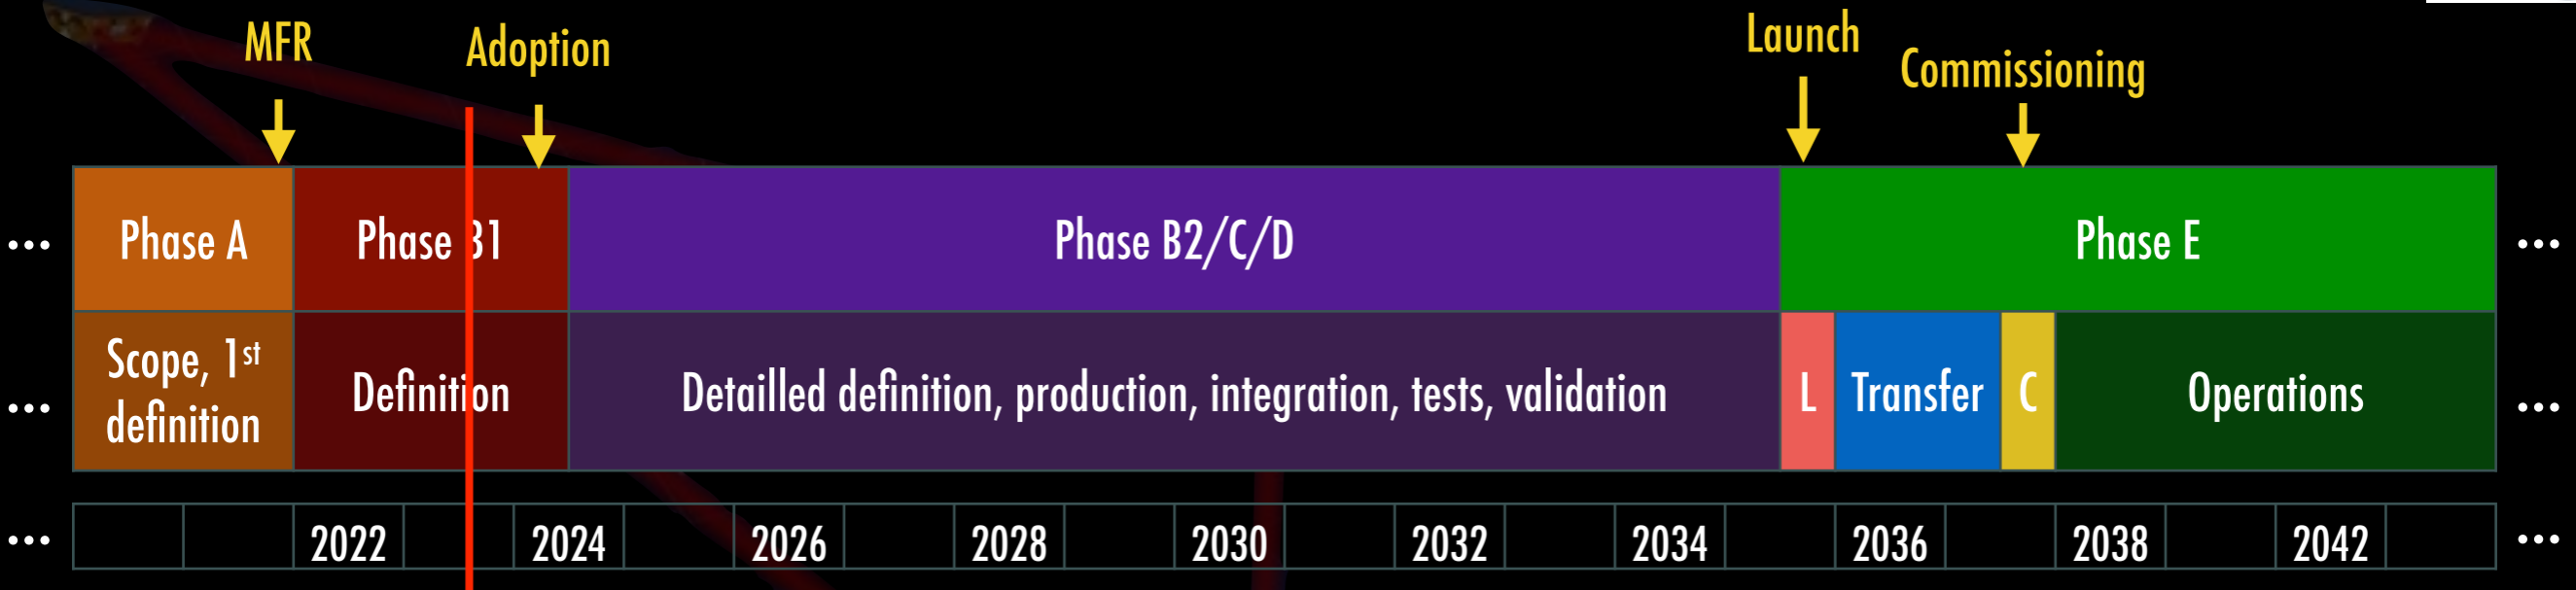 MFR
Adoption
Launch
Commissioning
... Phase A Phase B1 Phase B2/C/D Phase E ...
Scope, 1st
... definition Definition Detailled definition, production, integration, tests, validation L Transfer C Operations ...
... 2022 2024 2026 2028 2030 2032 2034 2036 2038 2042 ...